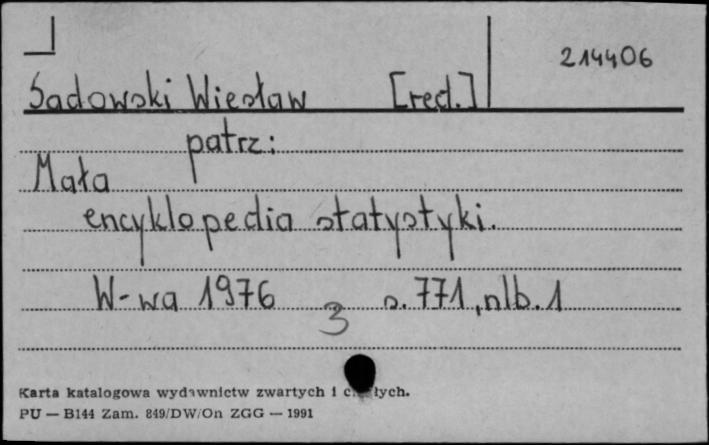 214406
Sadowski Wiesław [red.]
patrz:
Mała
encyklopedia statystyki.
W-wa 1976 s. 771, nlb. 1
3
Karta katalogowa wydawnictw zwartych i
PU — B144 Zam. 849/DW/On ZGG — 1991